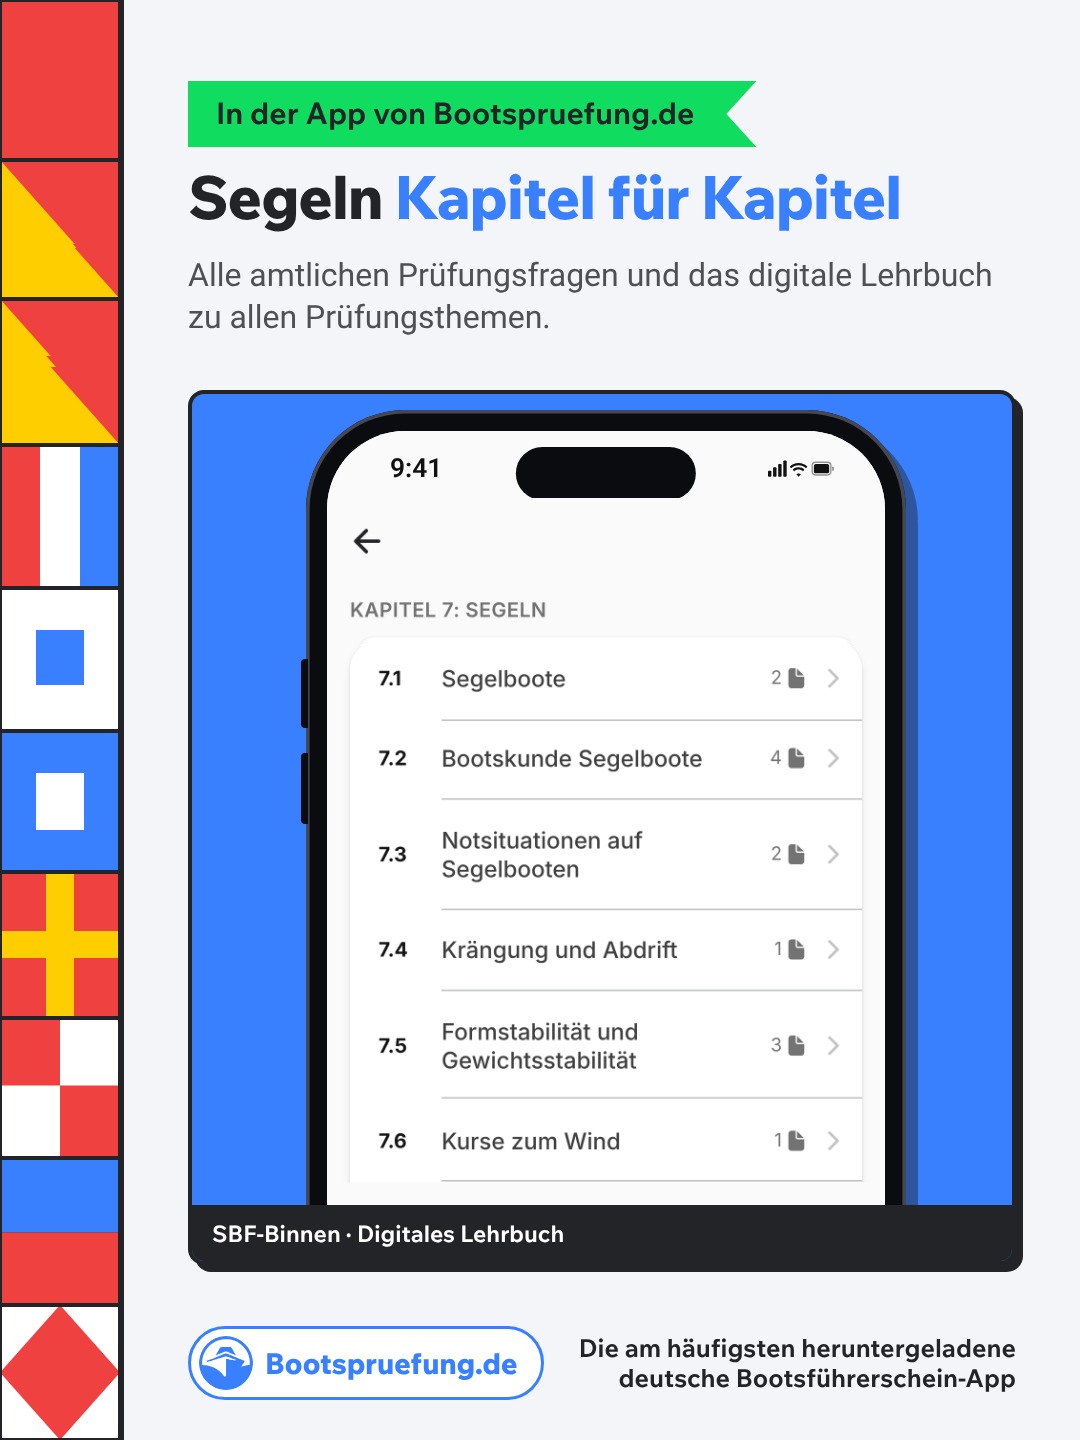 In der App von Bootspruefung.de
Segeln Kapitel für Kapitel
Alle amtlichen Prüfungsfragen und das digitale Lehrbuch
zu allen Prüfungsthemen.
9:41
KAPITEL 7: SEGELN
7.1 Segelboote 2
7.2 Bootskunde Segelboote 4
7.3 Notsituationen auf
Segelbooten 2
7.4 Krängung und Abdrift 1
7.5 Formstabilität und
Gewichtsstabilität 3
7.6 Kurse zum Wind 1
SBF-Binnen · Digitales Lehrbuch
Bootspruefung.de
Die am häufigsten heruntergeladene
deutsche Bootsführerschein-App